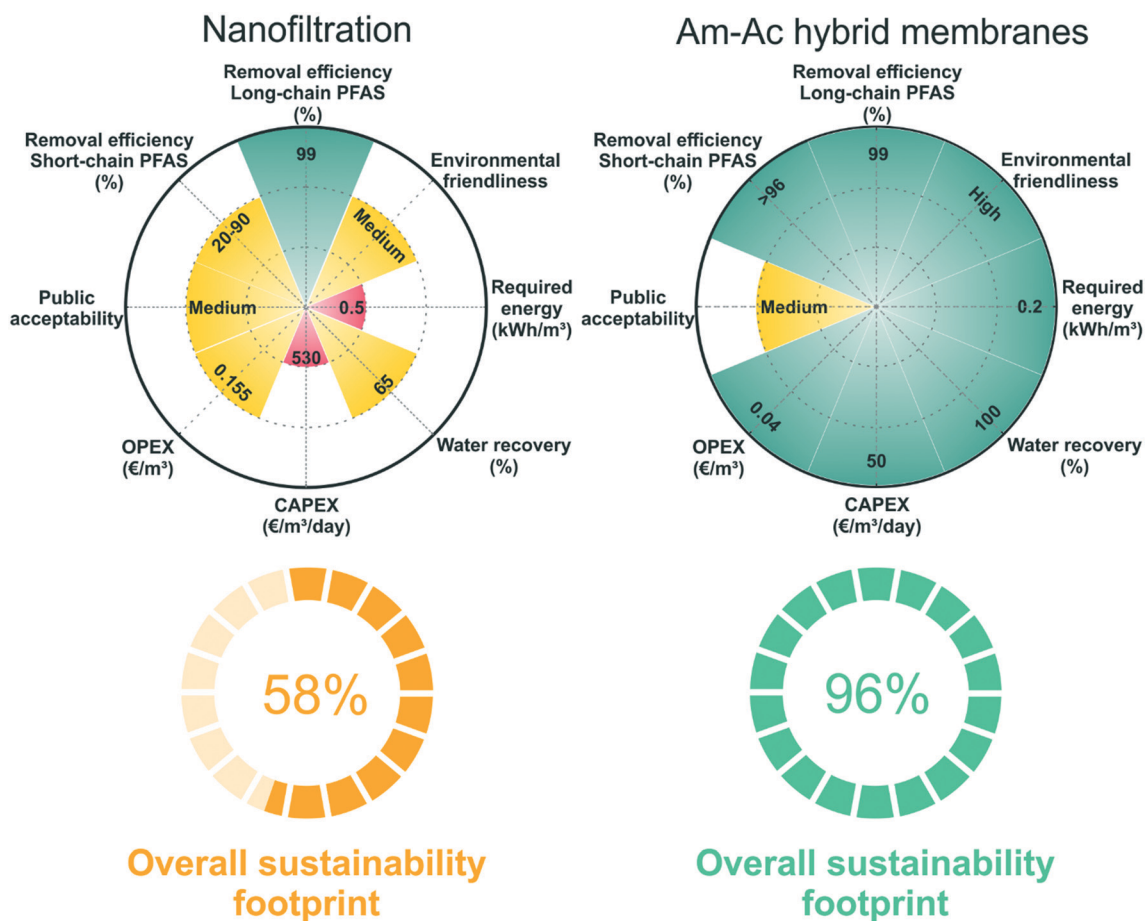 Nanofiltration
Removal efficiency
Long-chain PFAS
(%)
Removal efficiency
Short-chain PFAS
(%)
Environmental
friendliness
Public
acceptability
Required
energy
(kWh/m³)
OPEX
(€/m³)
Water recovery
(%)
CAPEX
(€/m³/day)
99
20-90
Medium
Medium
0.5
0.155
530
65
Am-Ac hybrid membranes
Removal efficiency
Long-chain PFAS
(%)
Removal efficiency
Short-chain PFAS
(%)
Environmental
friendliness
Public
acceptability
Required
energy
(kWh/m³)
OPEX
(€/m³)
Water recovery
(%)
CAPEX
(€/m³/day)
99
>96
High
Medium
0.2
0.04
50
100
58%
Overall sustainability
footprint
96%
Overall sustainability
footprint